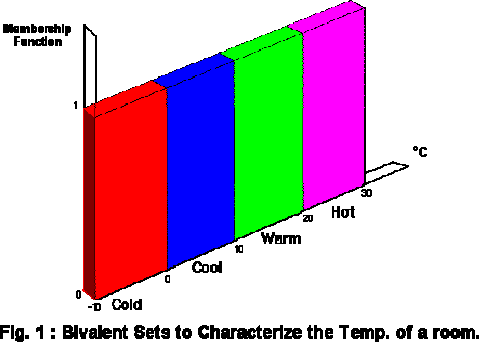 Membership
Function
1
°C
30
Hot
20
Warm
10
Cool
0
0
-10
Cold
Fig. 1 : Bivalent Sets to Characterize the Temp. of a room.